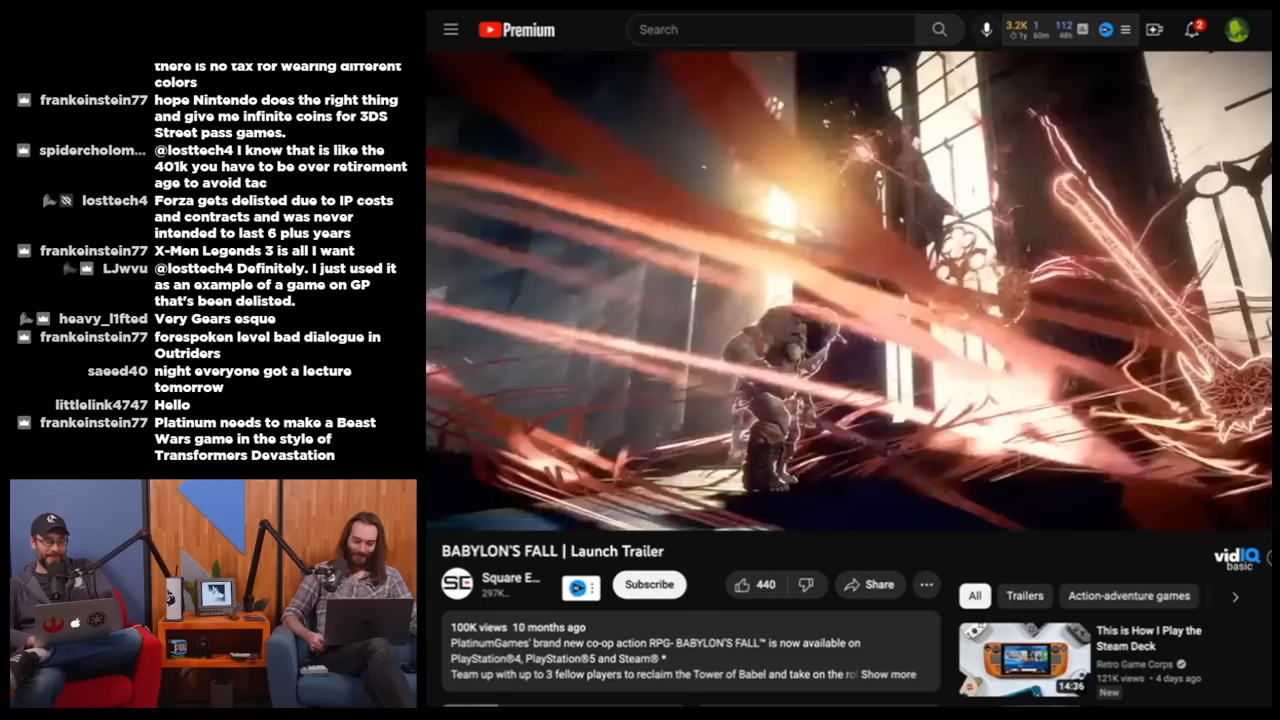 there is no tax for wearing different
colors
frankeinstein77 hope Nintendo does the right thing
and give me infinite coins for 3DS
Street pass games.
spidercholom... @losttech4 I know that is like the
401k you have to be over retirement
age to avoid tac
losttech4 Forza gets delisted due to IP costs
and contracts and was never
intended to last 6 plus years
frankeinstein77 X-Men Legends 3 is all I want
LJwvu @losttech4 Definitely. I just used it
as an example of a game on GP
that's been delisted.
heavy_l1fted Very Gears esque
frankeinstein77 forespoken level bad dialogue in
Outriders
saeed40 night everyone got a lecture
tomorrow
littlelink4747 Hello
frankeinstein77 Platinum needs to make a Beast
Wars game in the style of
Transformers Devastation
Premium
Search
3.2K 1 112
1y 60m 48h
2
BABYLON'S FALL | Launch Trailer
vidIQ
basic
SE
Square E...
297K...
Subscribe
440
Share
100K views 10 months ago
PlatinumGames' brand new co-op action RPG- BABYLON'S FALL™ is now available on
PlayStation®4, PlayStation®5 and Steam® *
Team up with up to 3 fellow players to reclaim the Tower of Babel and take on the ro Show more
All
Trailers
Action-adventure games
This is How I Play the
Steam Deck
Retro Game Corps
121K views • 4 days ago
New
14:36